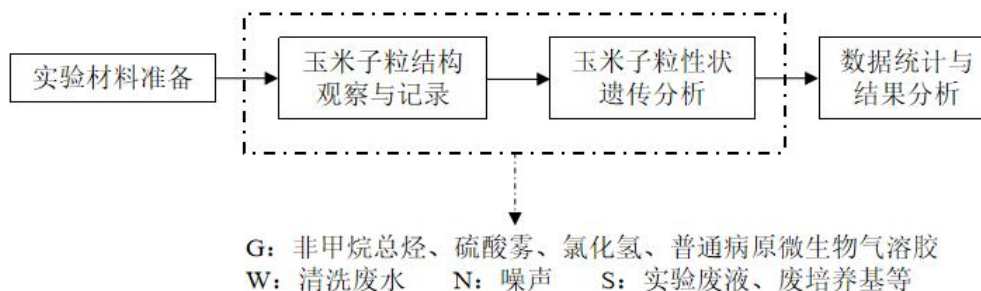 实验材料准备
玉米子粒结构
观察与记录
玉米子粒性状
遗传分析
数据统计与
结果分析
G：非甲烷总烃、硫酸雾、氯化氢、普通病原微生物气溶胶
W：清洗废水 N：噪声 S：实验废液、废培养基等